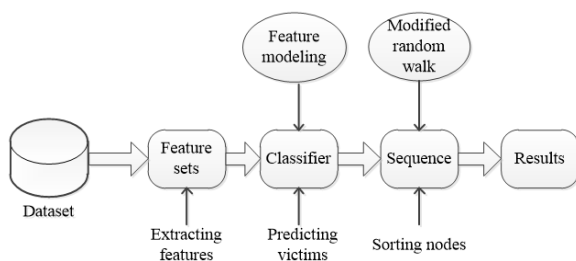 Feature
modeling
Modified
random
walk
Dataset
Feature
sets
Classifier
Sequence
Results
Extracting
features
Predicting
victims
Sorting nodes